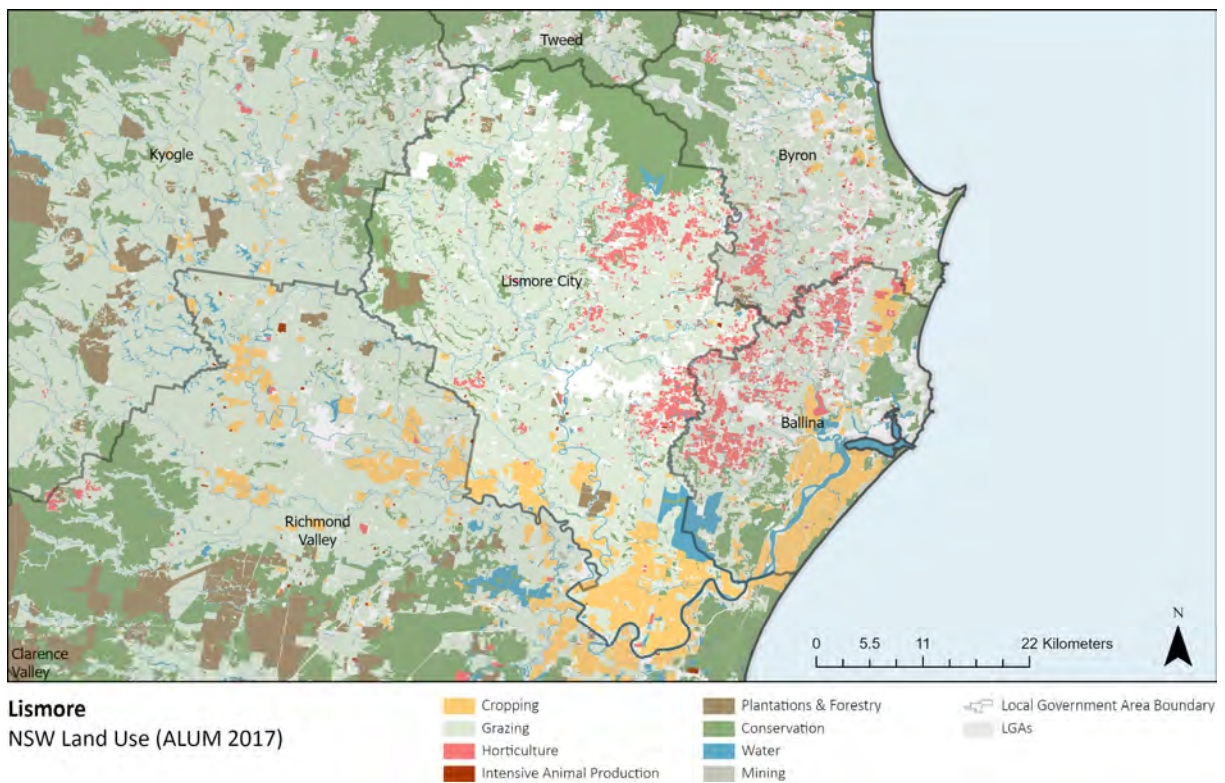 Tweed
Kyogle
Byron
Lismore City
Ballina
Richmond
Valley
Clarence
Valley
N
0 5.5 11 22 Kilometers
Lismore
NSW Land Use (ALUM 2017)
Cropping
Grazing
Horticulture
Intensive Animal Production
Plantations & Forestry
Conservation
Water
Mining
Local Government Area Boundary
LGAs